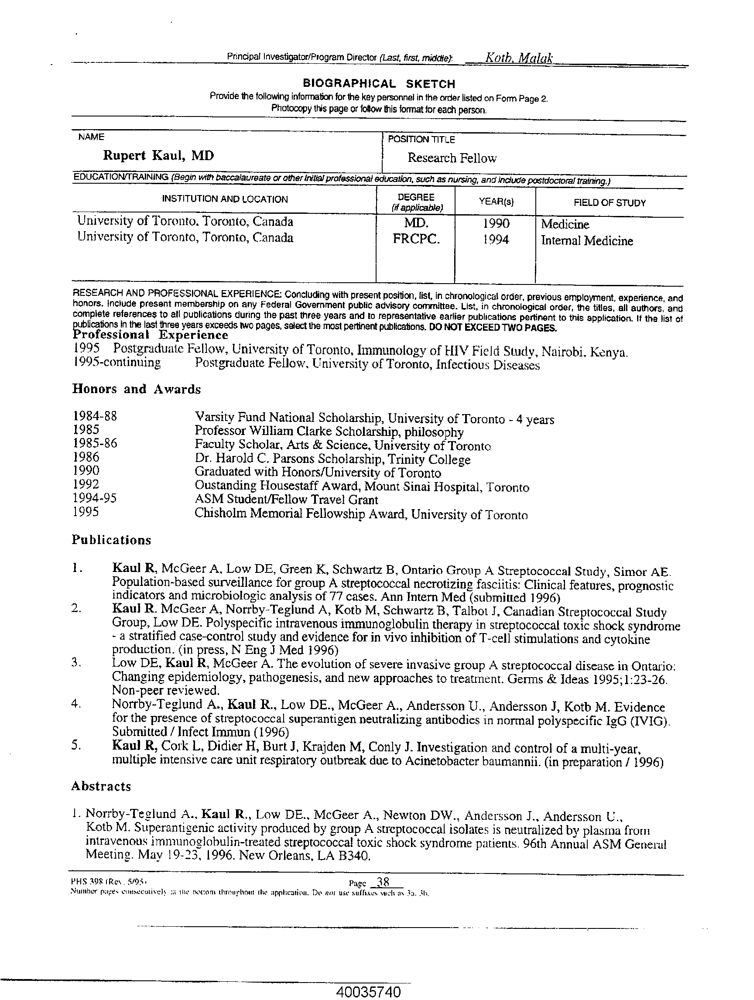 Principal Investigator/Program Director (Last, first, middle): Kotb, Malak
BIOGRAPHICAL SKETCH
Provide the following information for the key personnel in the order listed on Form Page 2.
Photocopy this page or follow this format for each person.
NAME
POSITION TITLE
Rupert Kaul, MD
Research Fellow
EDUCATION/TRAINING (Begin with baccalaureate or other initial professional education, such as nursing, and include postdoctoral training.)
INSTITUTION AND LOCATION
DEGREE
(if applicable)
YEAR(s)
FIELD OF STUDY
University of Toronto, Toronto, Canada MD. 1990 Medicine
University of Toronto, Toronto, Canada FRCPC. 1994 Internal Medicine
RESEARCH AND PROFESSIONAL EXPERIENCE: Concluding with present position, list, in chronological order, previous employment, experience, and
honors. Include present membership on any Federal Government public advisory committee. List, in chronological order, the titles, all authors, and
complete references to all publications during the past three years and to representative earlier publications pertinent to this application. If the list of
publications in the last three years exceeds two pages, select the most pertinent publications. DO NOT EXCEED TWO PAGES.
Professional Experience
1995 Postgraduate Fellow, University of Toronto, Immunology of HIV Field Study, Nairobi, Kenya.
1995-continuing Postgraduate Fellow, University of Toronto, Infectious Diseases
Honors and Awards
1984-88 Varsity Fund National Scholarship, University of Toronto - 4 years
1985 Professor William Clarke Scholarship, philosophy
1985-86 Faculty Scholar, Arts & Science, University of Toronto
1986 Dr. Harold C. Parsons Scholarship, Trinity College
1990 Graduated with Honors/University of Toronto
1992 Oustanding Housestaff Award, Mount Sinai Hospital, Toronto
1994-95 ASM Student/Fellow Travel Grant
1995 Chisholm Memorial Fellowship Award, University of Toronto
Publications
1. Kaul R, McGeer A, Low DE, Green K, Schwartz B, Ontario Group A Streptococcal Study, Simor AE.
Population-based surveillance for group A streptococcal necrotizing fasciitis: Clinical features, prognostic
indicators and microbiologic analysis of 77 cases. Ann Intern Med (submitted 1996)
2. Kaul R. McGeer A, Norrby-Teglund A, Kotb M, Schwartz B, Talbot J, Canadian Streptococcal Study
Group, Low DE. Polyspecific intravenous immunoglobulin therapy in streptococcal toxic shock syndrome
- a stratified case-control study and evidence for in vivo inhibition of T-cell stimulations and cytokine
production. (in press, N Eng J Med 1996)
3. Low DE, Kaul R, McGeer A. The evolution of severe invasive group A streptococcal disease in Ontario:
Changing epidemiology, pathogenesis, and new approaches to treatment. Germs & Ideas 1995;1:23-26.
Non-peer reviewed.
4. Norrby-Teglund A., Kaul R., Low DE., McGeer A., Andersson U., Andersson J, Kotb M. Evidence
for the presence of streptococcal superantigen neutralizing antibodies in normal polyspecific IgG (IVIG).
Submitted / Infect Immun (1996)
5. Kaul R, Cork L, Didier H, Burt J, Krajden M, Conly J. Investigation and control of a multi-year,
multiple intensive care unit respiratory outbreak due to Acinetobacter baumannii. (in preparation / 1996)
Abstracts
1. Norrby-Teglund A., Kaul R., Low DE., McGeer A., Newton DW., Andersson J., Andersson U.,
Kotb M. Superantigenic activity produced by group A streptococcal isolates is neutralized by plasma from
intravenous immunoglobulin-treated streptococcal toxic shock syndrome patients. 96th Annual ASM General
Meeting. May 19-23, 1996. New Orleans, LA B340.
PHS 398 (Rev. 5/95) Page 38
Number pages consecutively at the bottom throughout the application. Do not use suffixes such as 3a, 3b.
40035740